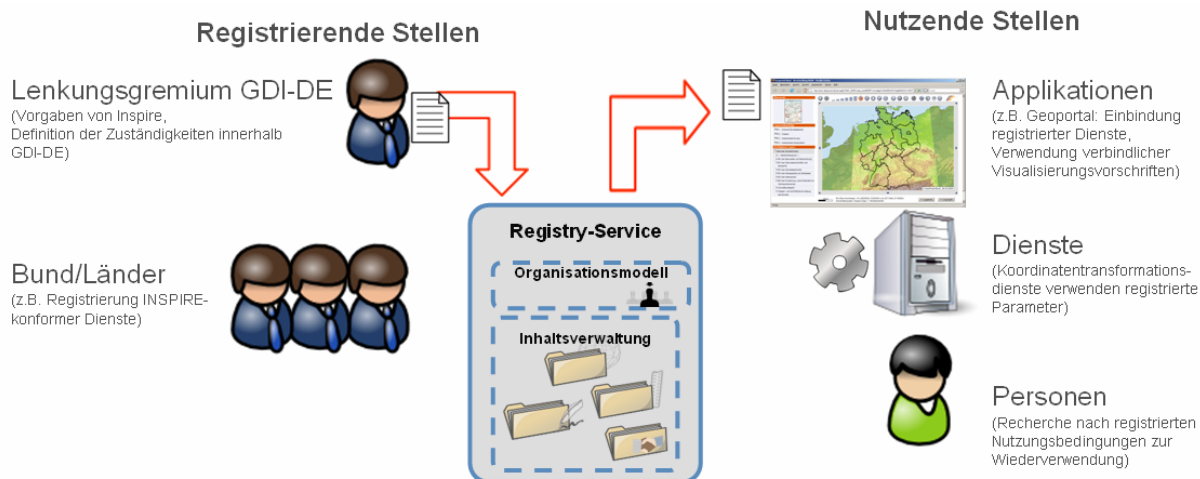 Registrierende Stellen
Lenkungsgremium GDI-DE
(Vorgaben von Inspire,
Definition der Zuständigkeiten innerhalb
GDI-DE)
Bund/Länder
(z.B. Registrierung INSPIRE-
konformer Dienste)
Registry-Service
Organisationsmodell
Inhaltsverwaltung
Nutzende Stellen
Applikationen
(z.B. Geoportal: Einbindung
registrierter Dienste,
Verwendung verbindlicher
Visualisierungsvorschriften)
Dienste
(Koordinatentransformations-
dienste verwenden registrierte
Parameter)
Personen
(Recherche nach registrierten
Nutzungsbedingungen zur
Wiederverwendung)